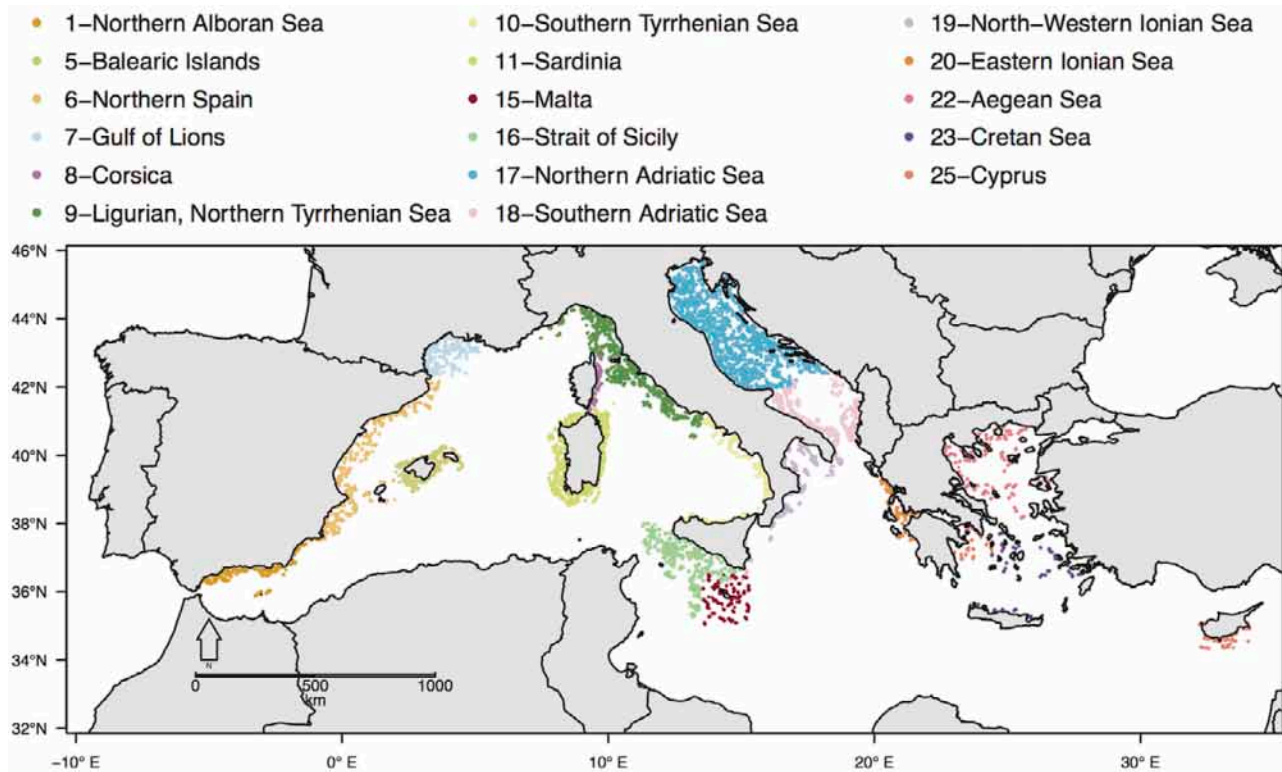 1–Northern Alboran Sea
5–Balearic Islands
6–Northern Spain
7–Gulf of Lions
8–Corsica
9–Ligurian, Northern Tyrrhenian Sea
10–Southern Tyrrhenian Sea
11–Sardinia
15–Malta
16–Strait of Sicily
17–Northern Adriatic Sea
18–Southern Adriatic Sea
19–North–Western Ionian Sea
20–Eastern Ionian Sea
22–Aegean Sea
23–Cretan Sea
25–Cyprus
46°N
44°N
42°N
40°N
38°N
36°N
34°N
32°N
N
0 500 1000
km
−10° E 0° E 10° E 20° E 30° E